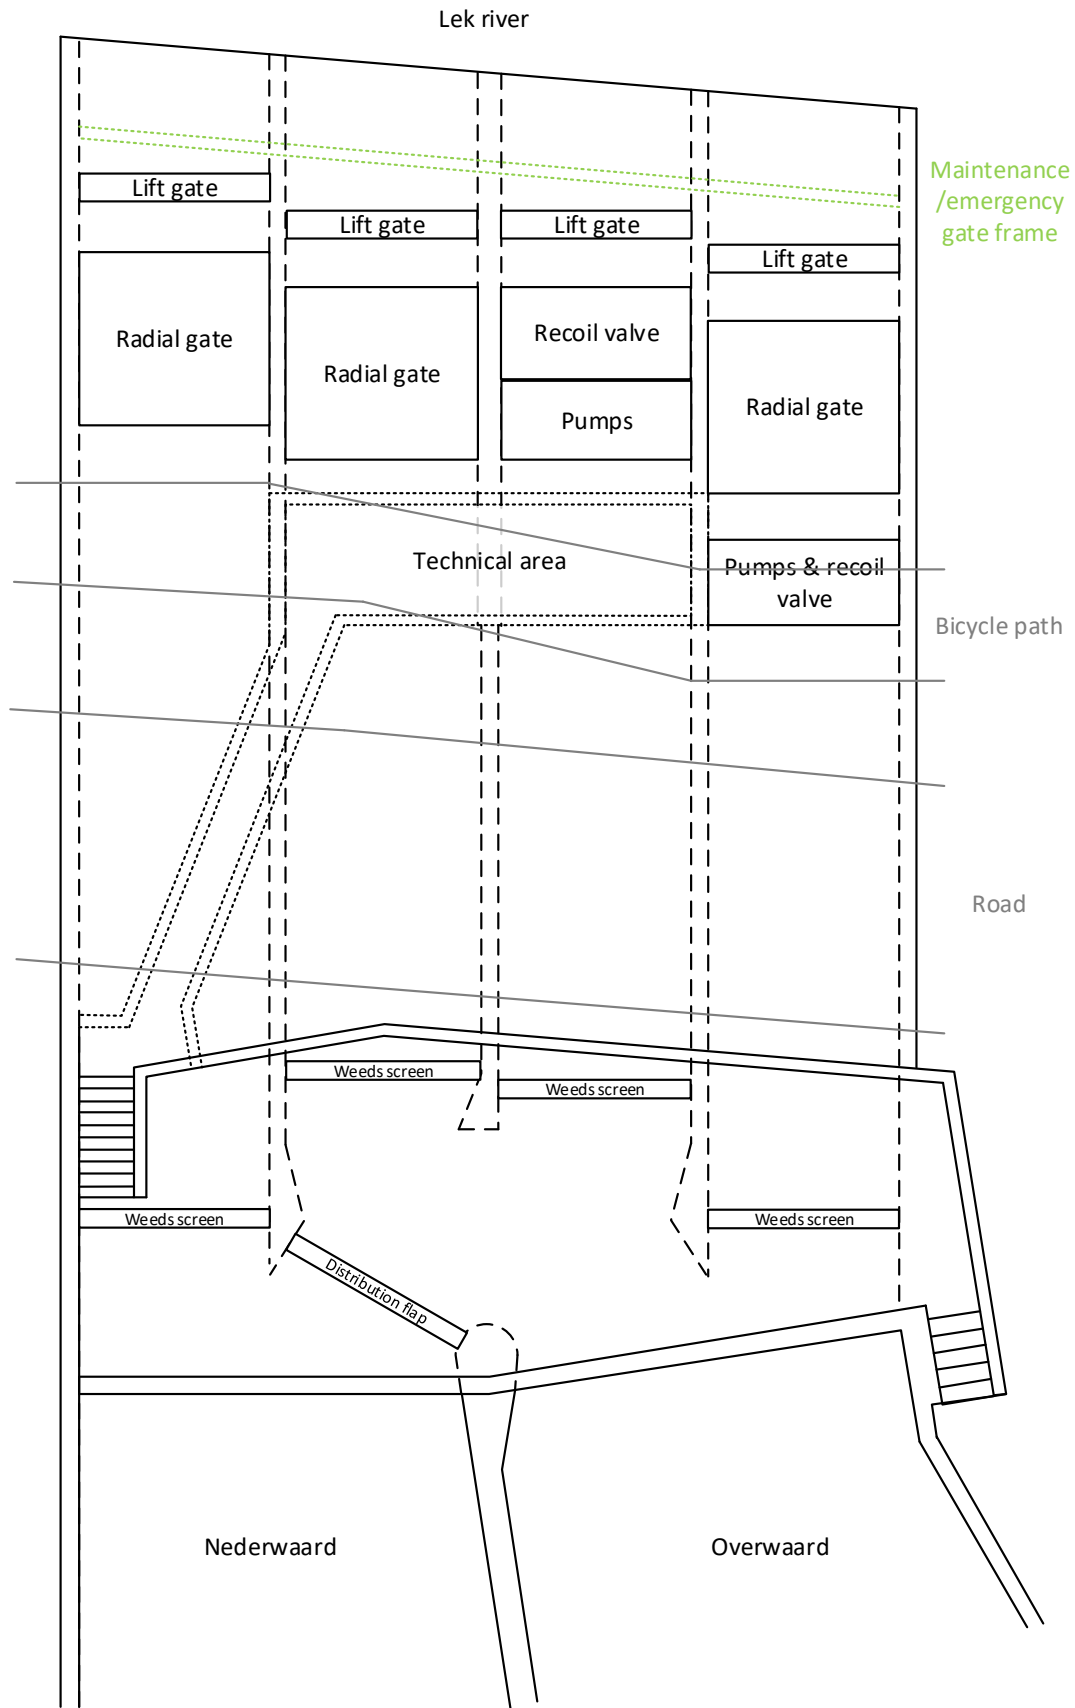 Lek river
Maintenance
/emergency
gate frame
Lift gate
Lift gate
Lift gate
Lift gate
Radial gate
Radial gate
Recoil valve
Pumps
Radial gate
Technical area
Pumps & recoil
valve
Bicycle path
Road
Weeds screen
Weeds screen
Weeds screen
Weeds screen
Distribution flap
Nederwaard
Overwaard